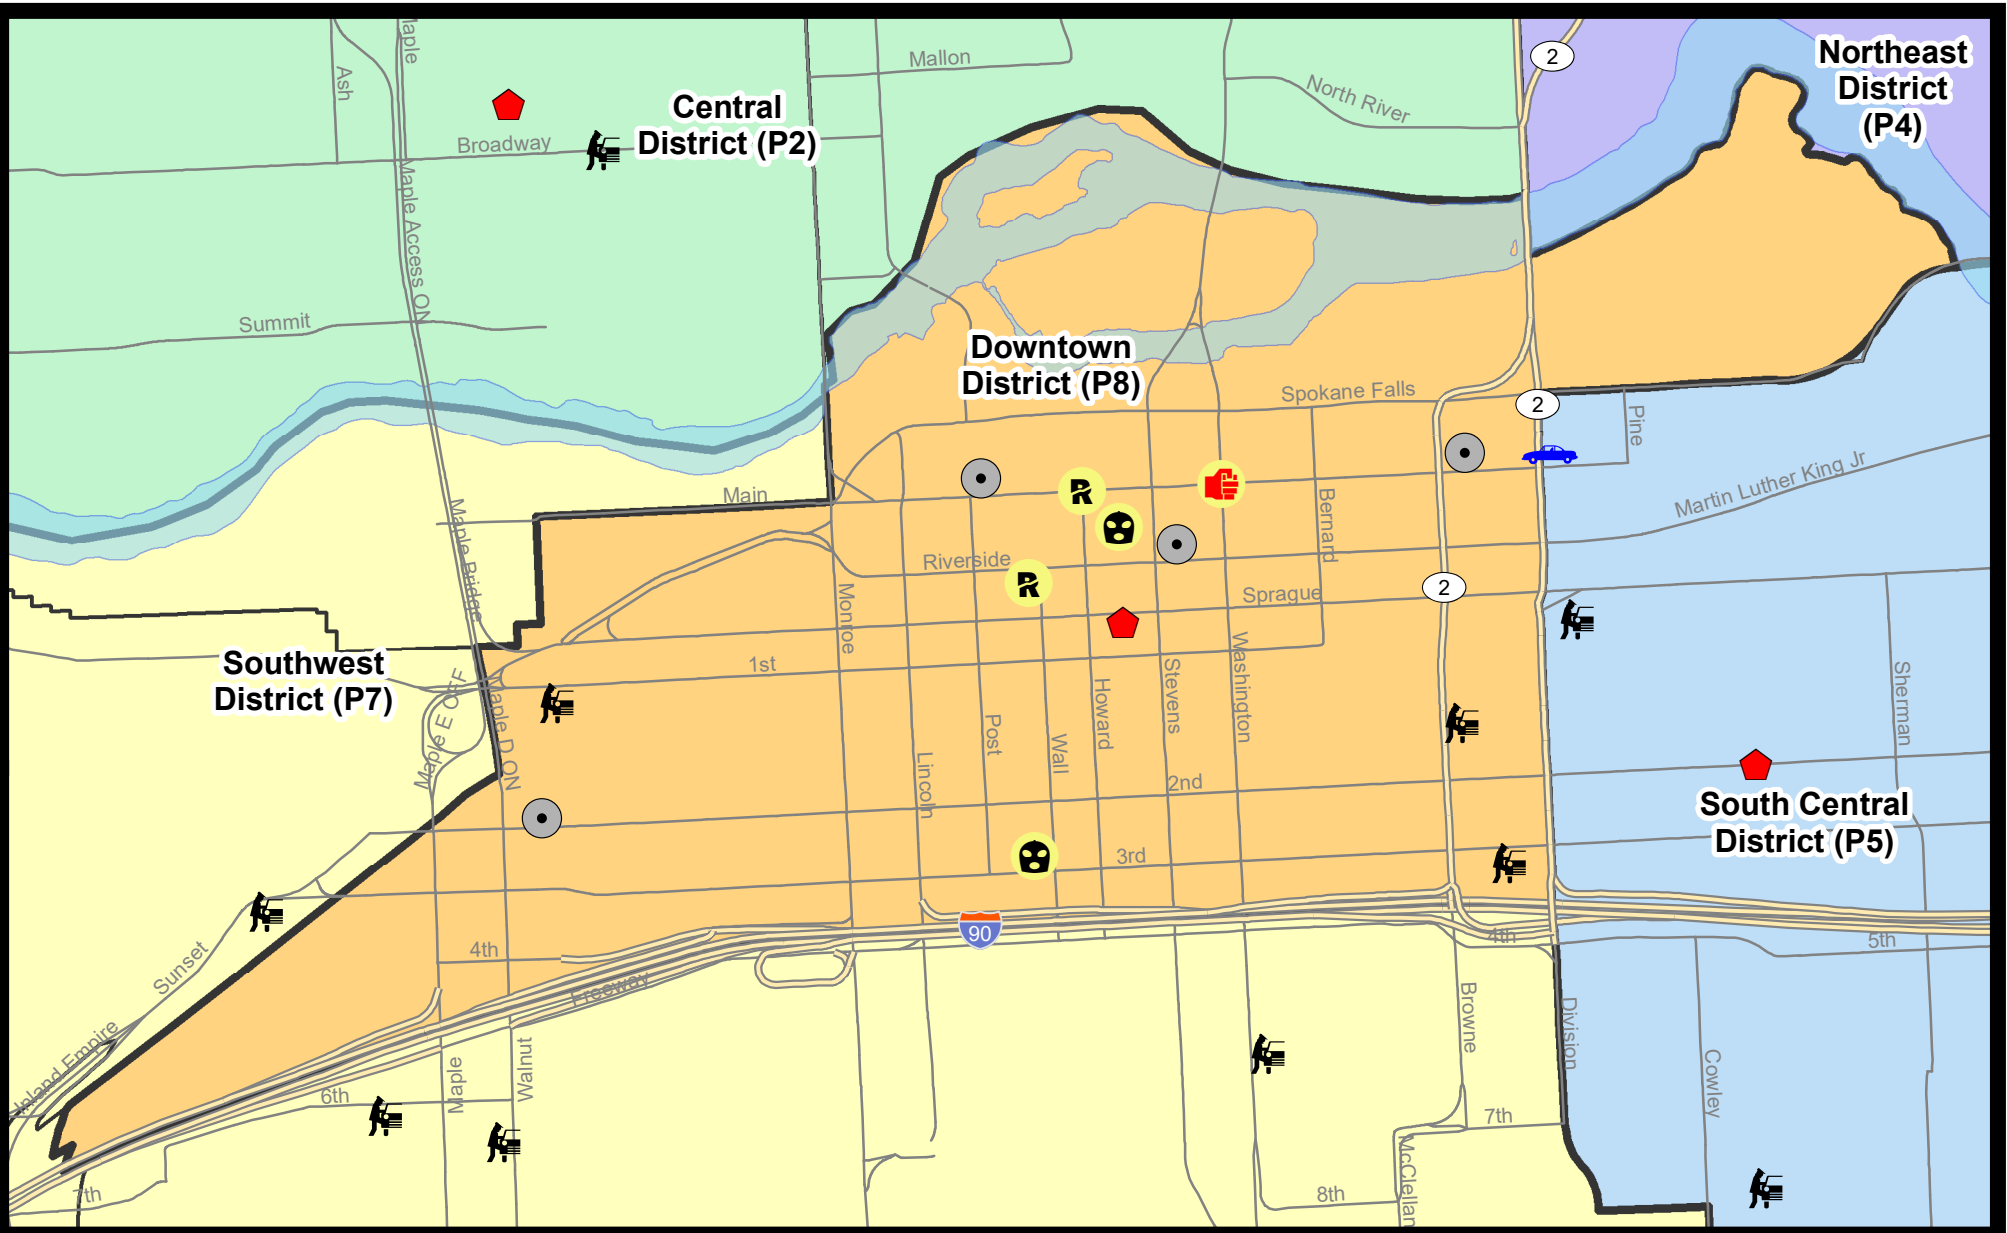 Maple
Mallon
2
Northeast
District
(P4)
Ash
North River
Central
District (P2)
Broadway
Maple Access ON
Summit
Downtown
District (P8)
Spokane Falls
2
Pine
Main
Bernard
Martin Luther King Jr
Maple Bridge
Riverside
2
Sprague
Monroe
Southwest
District (P7)
1st
Washington
Stevens
Howard
Sherman
Maple E OFF
Maple D ON
Post
Wall
Lincoln
2nd
South Central
District (P5)
3rd
90
4th
4th
5th
Sunset
Freeway
Browne
Division
Inland Empire
Walnut
Maple
6th
Cowley
7th
McClellan
7th
8th